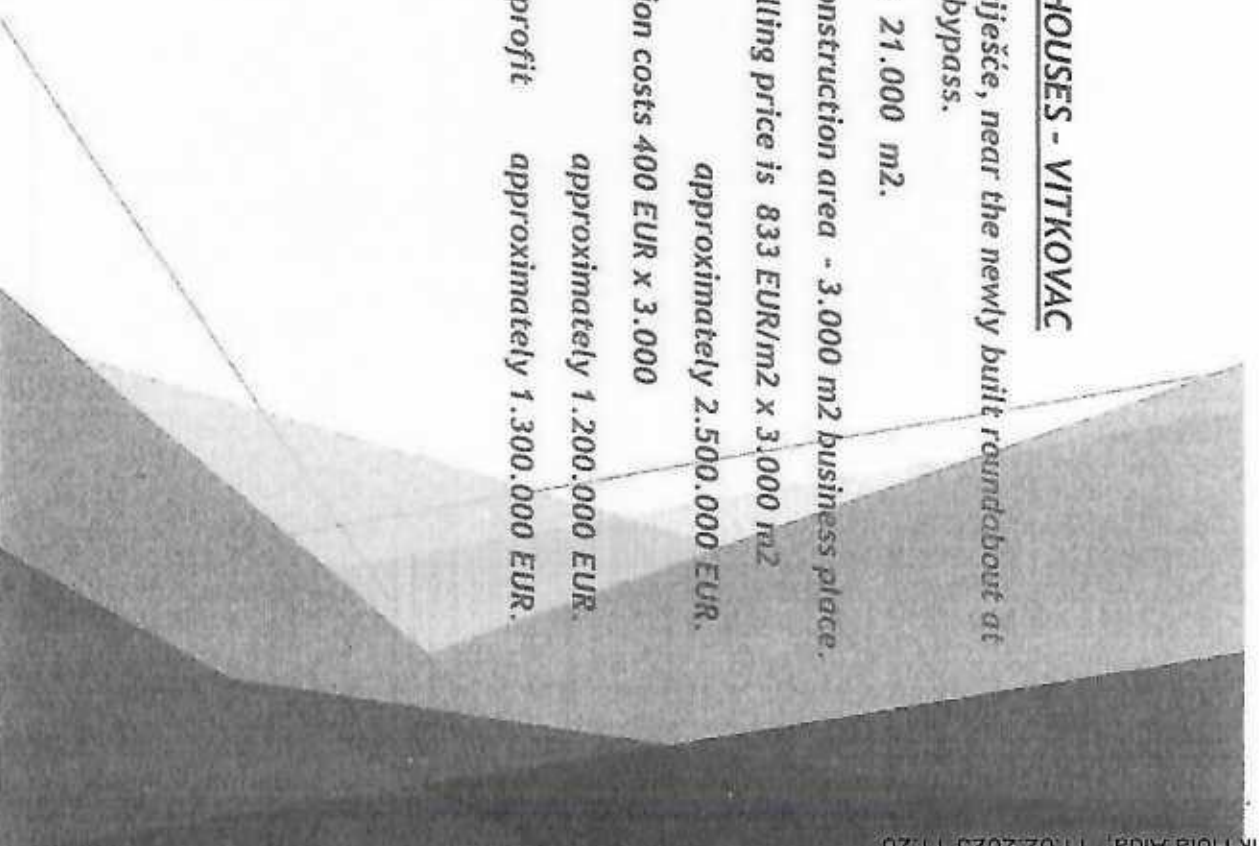 HOUSES - VITKOVAC
iješće, near the newly built roundabout at
bypass.
21.000 m2.
onstruction area - 3.000 m2 business place.
lling price is 833 EUR/m2 x 3.000 m2
approximately 2.500.000 EUR.
ion costs 400 EUR x 3.000
approximately 1.200.000 EUR.
profit approximately 1.300.000 EUR.